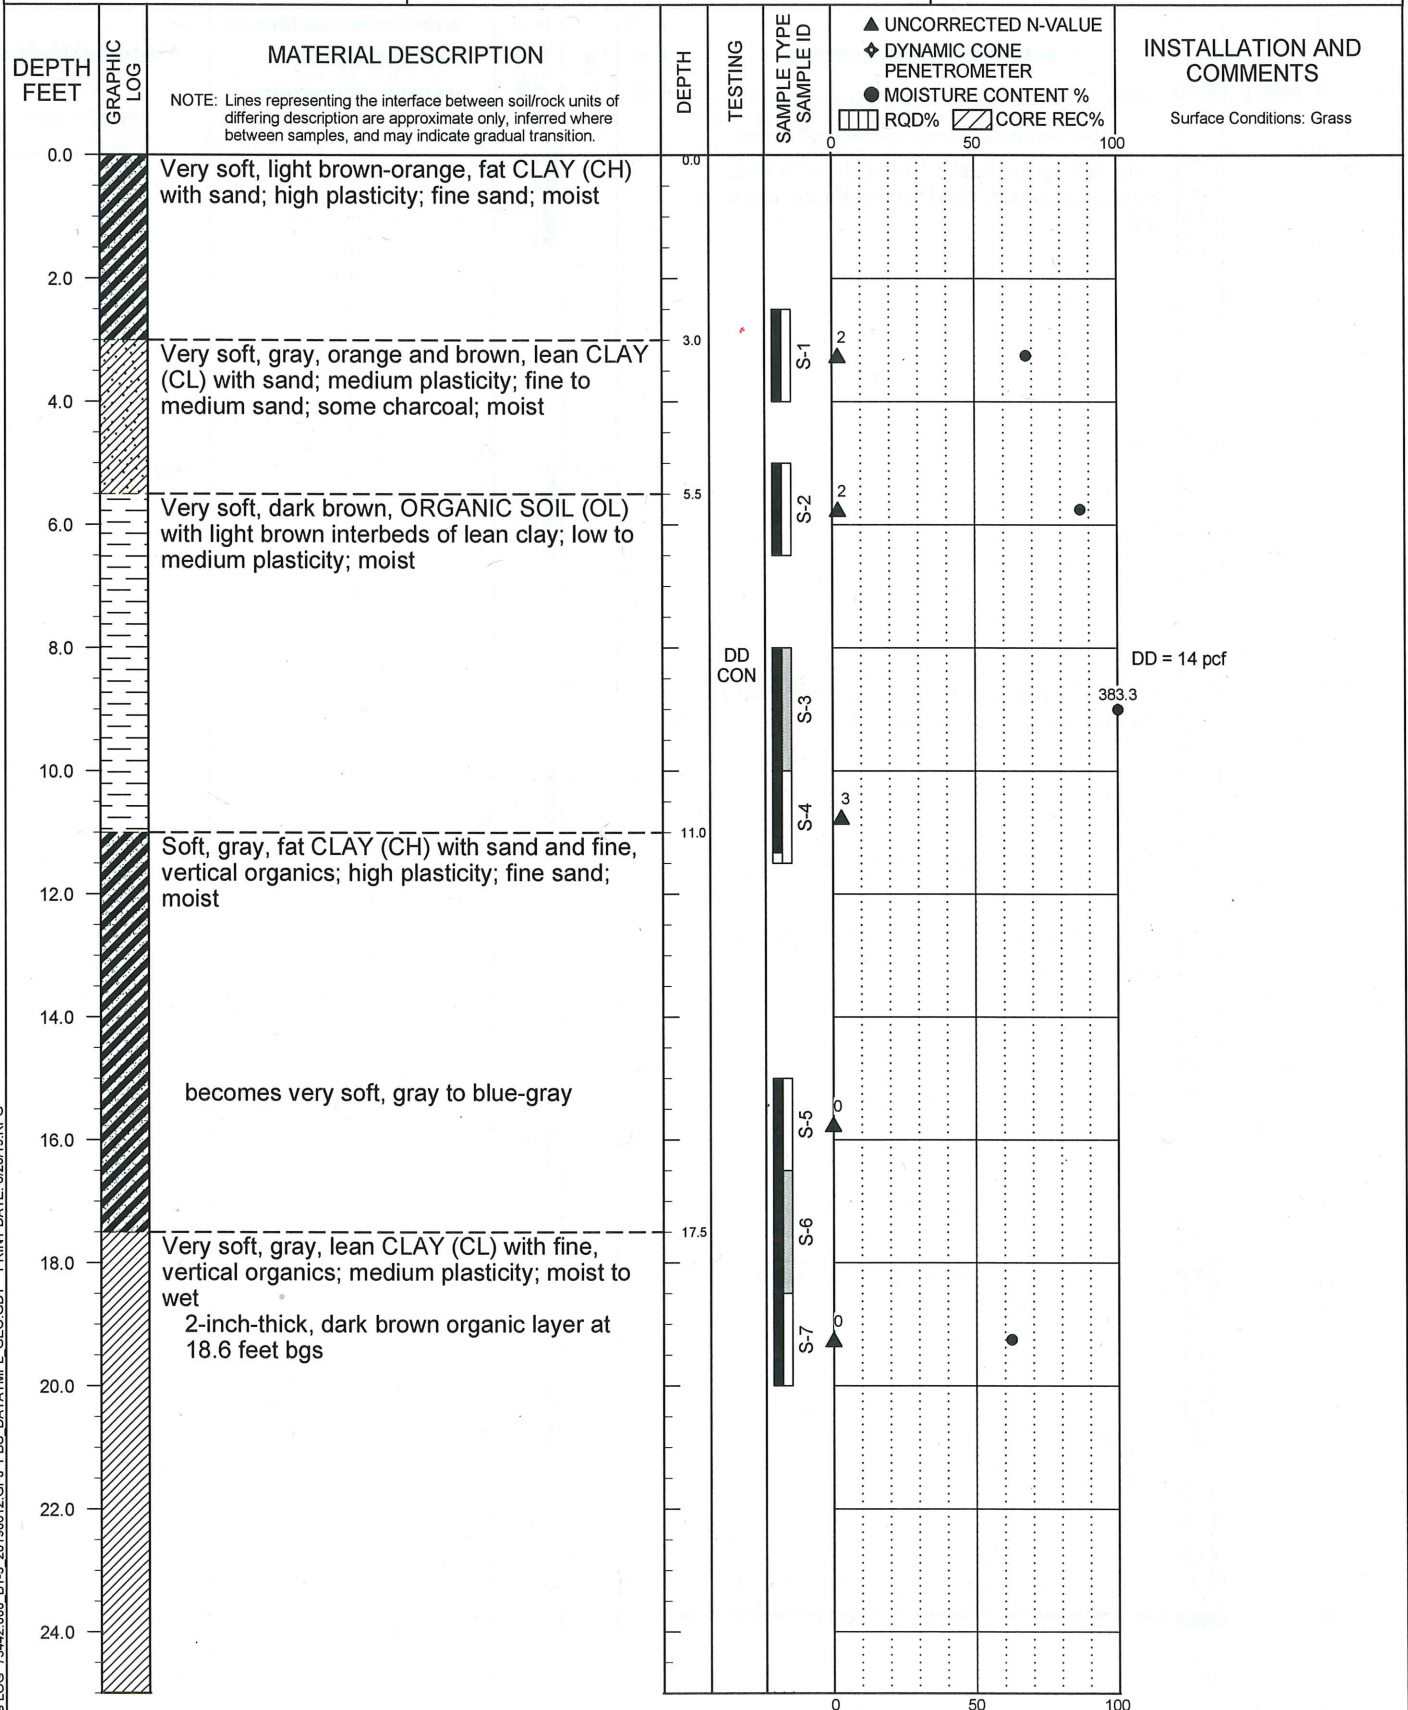 DEPTH
FEET
GRAPHIC
LOG
MATERIAL DESCRIPTION
NOTE: Lines representing the interface between soil/rock units of
differing description are approximate only, inferred where
between samples, and may indicate gradual transition.
DEPTH
TESTING
SAMPLE TYPE
SAMPLE ID
▲ UNCORRECTED N-VALUE
DYNAMIC CONE
PENETROMETER
● MOISTURE CONTENT %
RQD% CORE REC%
0 50 100
INSTALLATION AND
COMMENTS
Surface Conditions: Grass
0.0
Very soft, light brown-orange, fat CLAY (CH)
with sand; high plasticity; fine sand; moist
0.0
2.0
3.0
Very soft, gray, orange and brown, lean CLAY
(CL) with sand; medium plasticity; fine to
medium sand; some charcoal; moist
S-1
2
4.0
5.5
Very soft, dark brown, ORGANIC SOIL (OL)
with light brown interbeds of lean clay; low to
medium plasticity; moist
S-2
2
6.0
8.0
DD
CON
DD = 14 pcf
S-3
383.3
10.0
S-4
3
11.0
Soft, gray, fat CLAY (CH) with sand and fine,
vertical organics; high plasticity; fine sand;
moist
12.0
14.0
becomes very soft, gray to blue-gray
S-5
0
16.0
S-6
17.5
Very soft, gray, lean CLAY (CL) with fine,
vertical organics; medium plasticity; moist to
wet
18.0
2-inch-thick, dark brown organic layer at
18.6 feet bgs
S-7
0
20.0
22.0
24.0
0 50 100